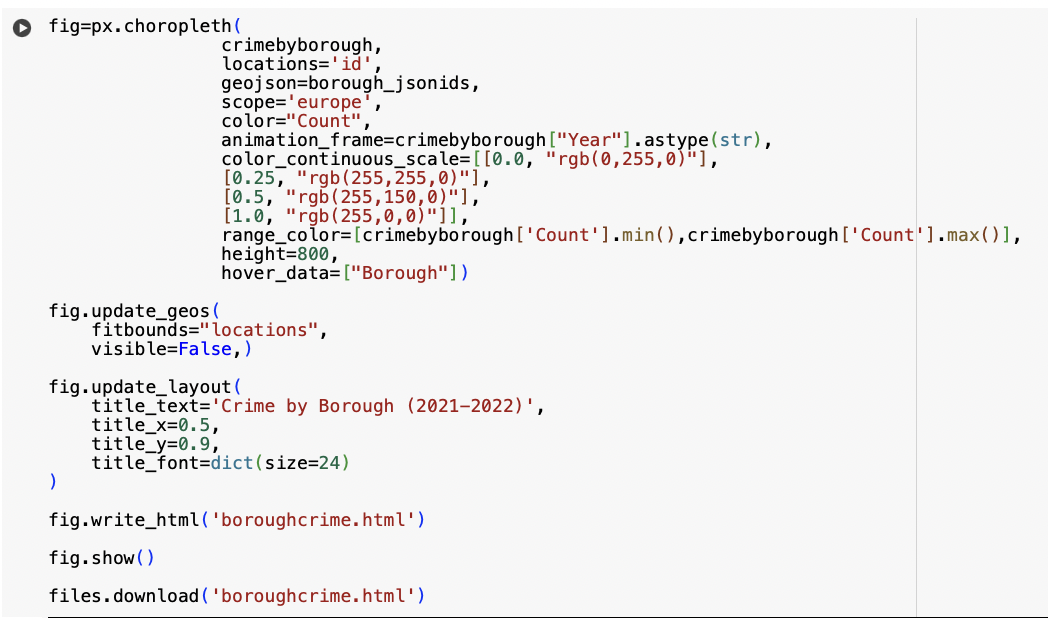 fig=px.choropleth(
                crimebyborough,
                locations='id',
                geojson=borough_jsonids,
                scope='europe',
                color="Count",
                animation_frame=crimebyborough["Year"].astype(str),
                color_continuous_scale=[[0.0, "rgb(0,255,0)"],
                [0.25, "rgb(255,255,0)"],
                [0.5, "rgb(255,150,0)"],
                [1.0, "rgb(255,0,0)"]],
                range_color=[crimebyborough['Count'].min(),crimebyborough['Count'].max()],
                height=800,
                hover_data=["Borough"])

fig.update_geos(
    fitbounds="locations",
    visible=False,)

fig.update_layout(
    title_text='Crime by Borough (2021–2022)',
    title_x=0.5,
    title_y=0.9,
    title_font=dict(size=24)
)

fig.write_html('boroughcrime.html')

fig.show()

files.download('boroughcrime.html')